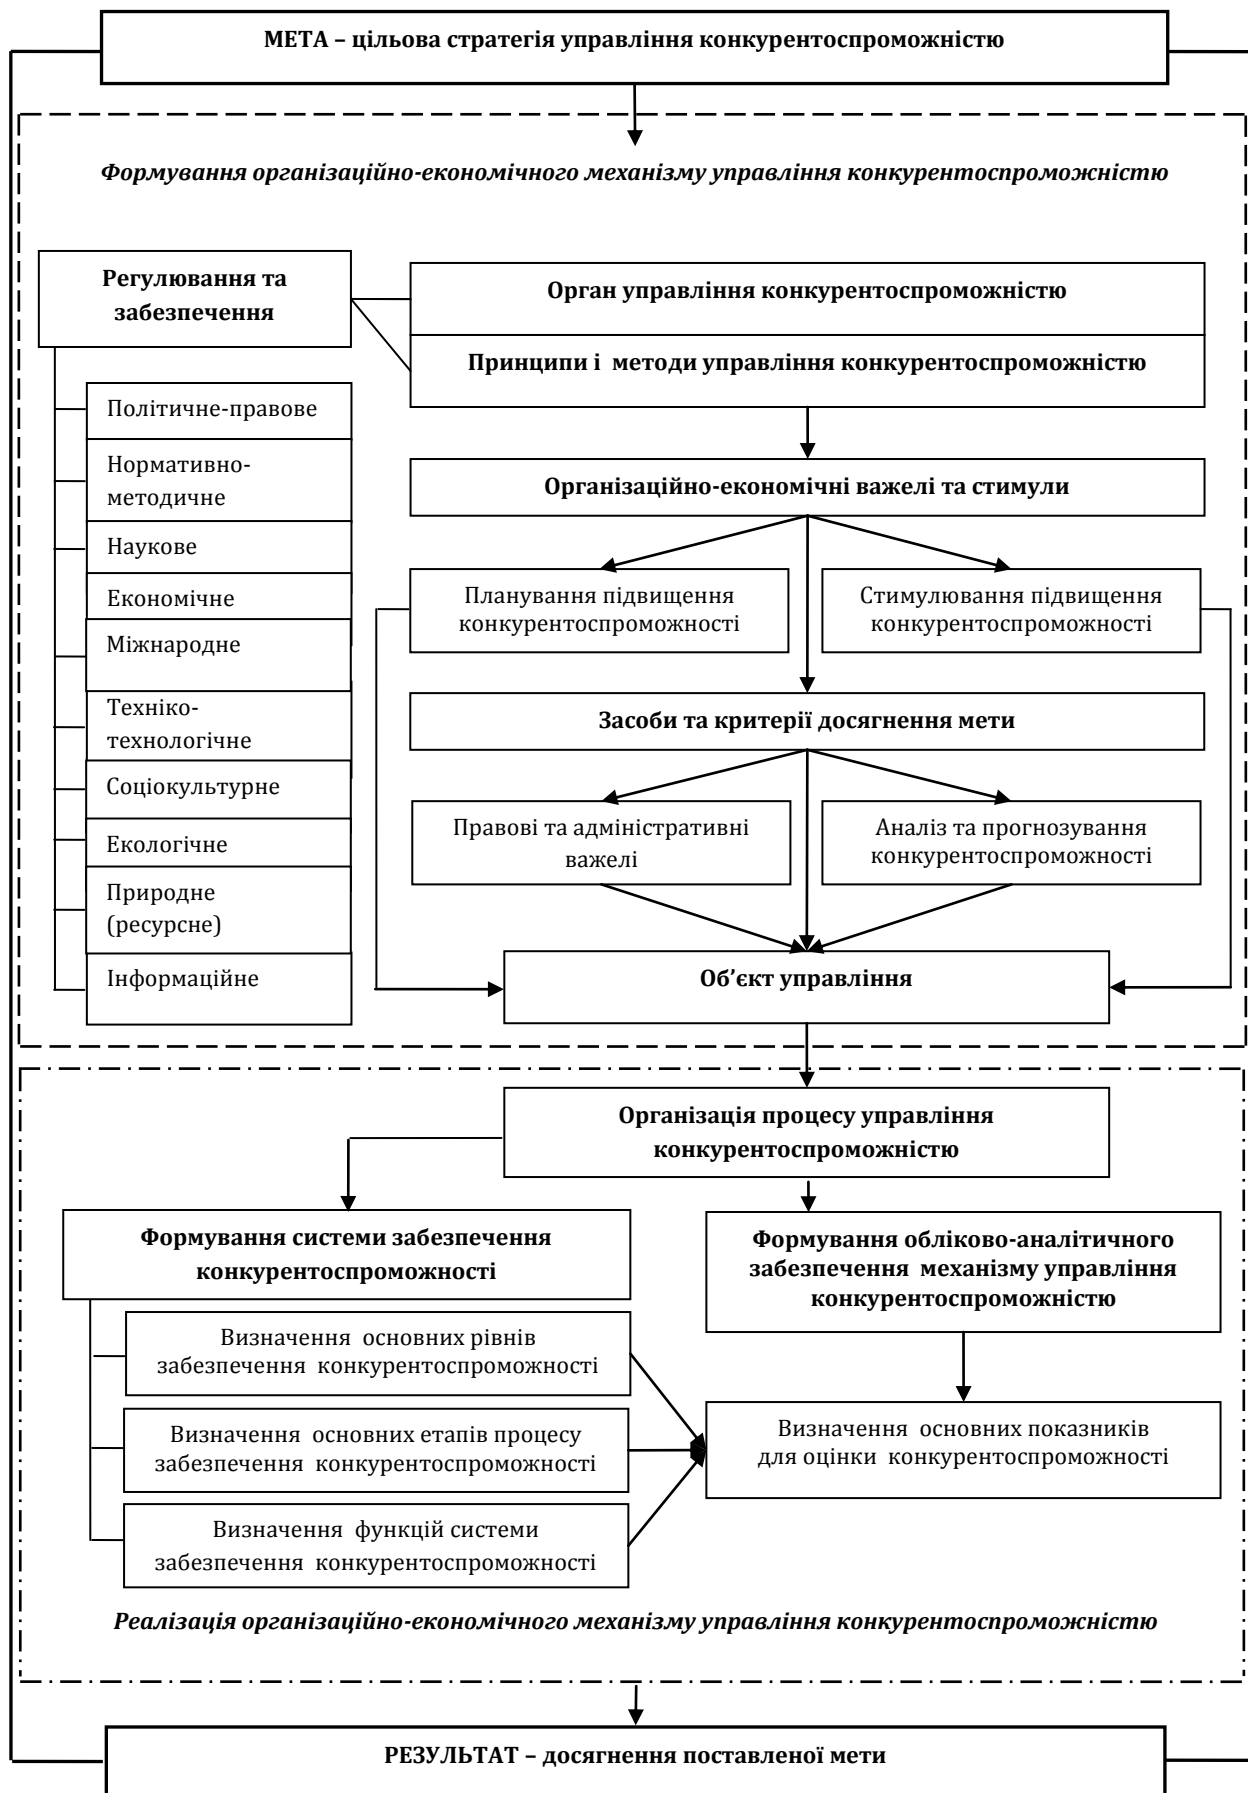 МЕТА – цільова стратегія управління конкурентоспроможністю
Формування організаційно-економічного механізму управління конкурентоспроможністю
Регулювання та
забезпечення
Політичне-правове
Нормативно-
методичне
Наукове
Економічне
Міжнародне
Техніко-
технологічне
Соціокультурне
Екологічне
Природне
(ресурсне)
Інформаційне
Орган управління конкурентоспроможністю
Принципи і методи управління конкурентоспроможністю
Організаційно-економічні важелі та стимули
Планування підвищення
конкурентоспроможності
Стимулювання підвищення
конкурентоспроможності
Засоби та критерії досягнення мети
Правові та адміністративні
важелі
Аналіз та прогнозування
конкурентоспроможності
Об’єкт управління
Організація процесу управління
конкурентоспроможністю
Формування системи забезпечення
конкурентоспроможності
Визначення основних рівнів
забезпечення конкурентоспроможності
Визначення основних етапів процесу
забезпечення конкурентоспроможності
Визначення функцій системи
забезпечення конкурентоспроможності
Формування обліково-аналітичного
забезпечення механізму управління
конкурентоспроможністю
Визначення основних показників
для оцінки конкурентоспроможності
Реалізація організаційно-економічного механізму управління конкурентоспроможністю
РЕЗУЛЬТАТ – досягнення поставленої мети